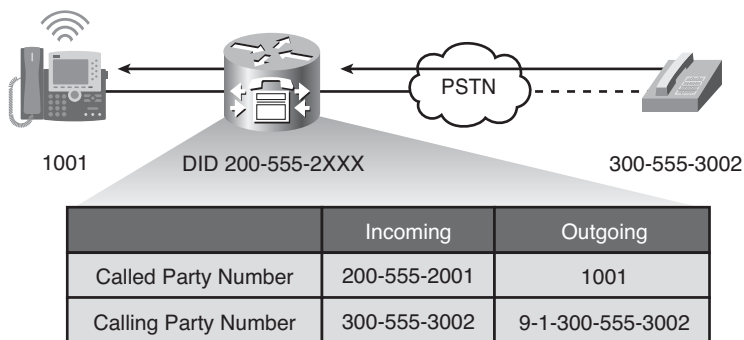 PSTN
1001
DID 200-555-2XXX
300-555-3002
Incoming
Outgoing
Called Party Number
200-555-2001
1001
Calling Party Number
300-555-3002
9-1-300-555-3002